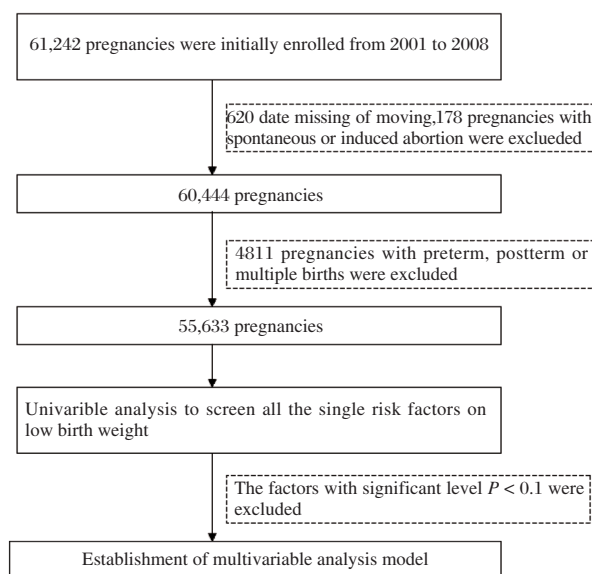 61,242 pregnancies were initially enrolled from 2001 to 2008
620 date missing of moving,178 pregnancies with
spontaneous or induced abortion were exclueded
60,444 pregnancies
4811 pregnancies with preterm, postterm or
multiple births were excluded
55,633 pregnancies
Univarible analysis to screen all the single risk factors on
low birth weight
The factors with significant level P < 0.1 were
excluded
Establishment of multivariable analysis model